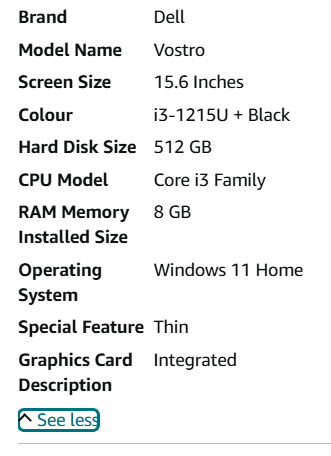 Brand Dell
Model Name Vostro
Screen Size 15.6 Inches
Colour i3-1215U + Black
Hard Disk Size 512 GB
CPU Model Core i3 Family
RAM Memory 8 GB
Installed Size
Operating Windows 11 Home
System
Special Feature Thin
Graphics Card Integrated
Description
See less